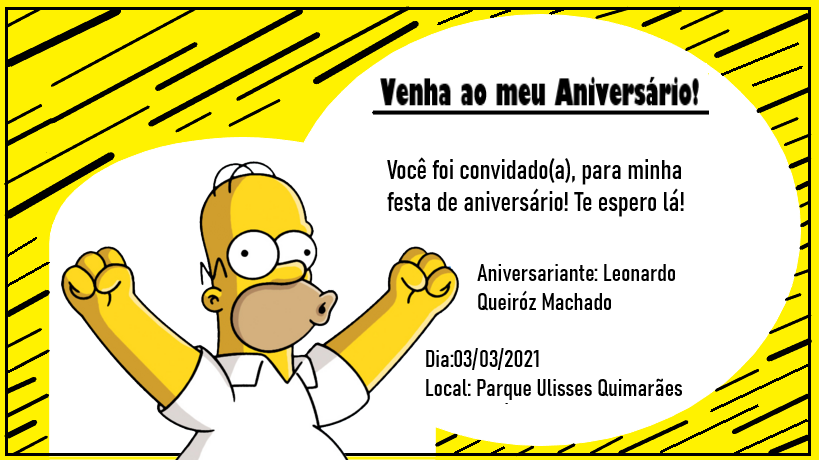 Venha ao meu Aniversário!
Você foi convidado(a), para minha
festa de aniversário! Te espero lá!
Aniversariante: Leonardo
Queiróz Machado
Dia:03/03/2021
Local: Parque Ulisses Quimarães